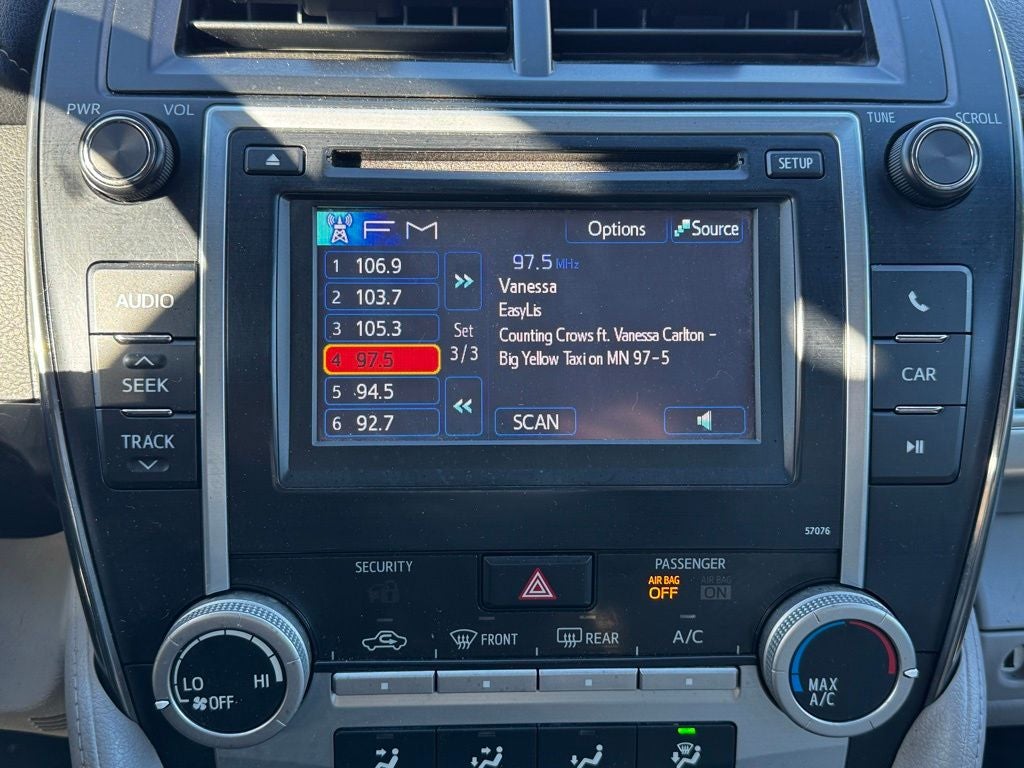 PWR VOL
TUNE SCROLL
SETUP
FM Options Source
1 106.9
2 103.7
3 105.3
4 97.5
5 94.5
6 92.7
Set
3/3
97.5 MHz
Vanessa
EasyLis
Counting Crows ft. Vanessa Carlton -
Big Yellow Taxi on MN 97-5
SCAN
AUDIO
SEEK
TRACK
CAR
57076
SECURITY
PASSENGER
AIR BAG
OFF
AIR BAG
ON
FRONT
REAR
A/C
LO HI
OFF
MAX
A/C